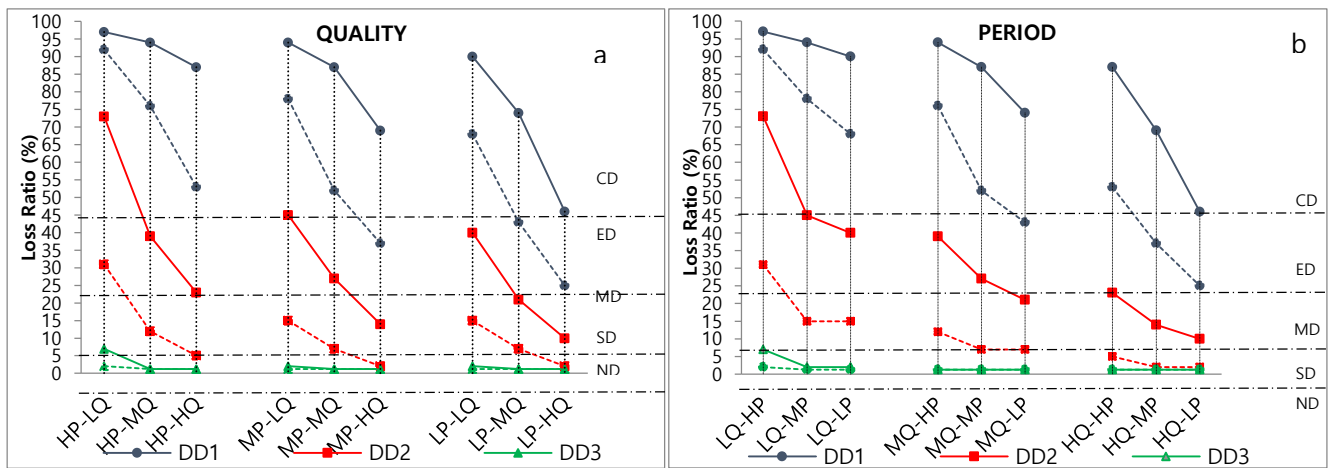 QUALITY
a
Loss Ratio (%)
100
95
90
85
80
75
70
65
60
55
50
45
40
35
30
25
20
15
10
5
0
CD
ED
MD
SD
ND
HP-LQ
HP-MQ
HP-HQ
MP-LQ
MP-MQ
MP-HQ
LP-LQ
LP-MQ
LP-HQ
DD1
DD2
DD3
PERIOD
b
Loss Ratio (%)
100
95
90
85
80
75
70
65
60
55
50
45
40
35
30
25
20
15
10
5
0
CD
ED
MD
SD
ND
LQ-HP
LQ-MP
LQ-LP
MQ-HP
MQ-MP
MQ-LP
HQ-HP
HQ-MP
HQ-LP
DD1
DD2
DD3